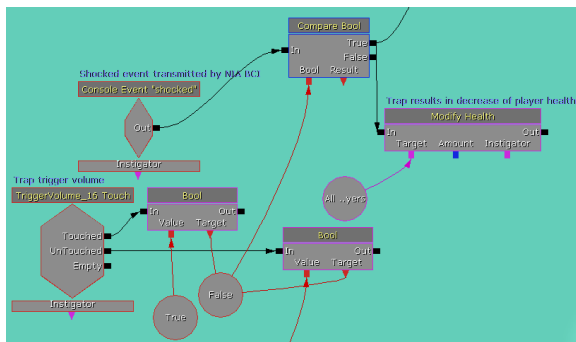 Compare Bool
In
True
False
Bool
Result
Shocked event transmitted by NIA BCI
Console Event "shocked"
Out
Instigator
Trap results in decrease of player health
Modify Health
In
Out
Target
Amount
Instigator
Trap trigger volume
TriggerVolume_16 Touch
Touched
UnTouched
Empty
Instigator
Bool
In
Out
Value
Target
All ..yers
Bool
In
Out
Value
Target
False
True